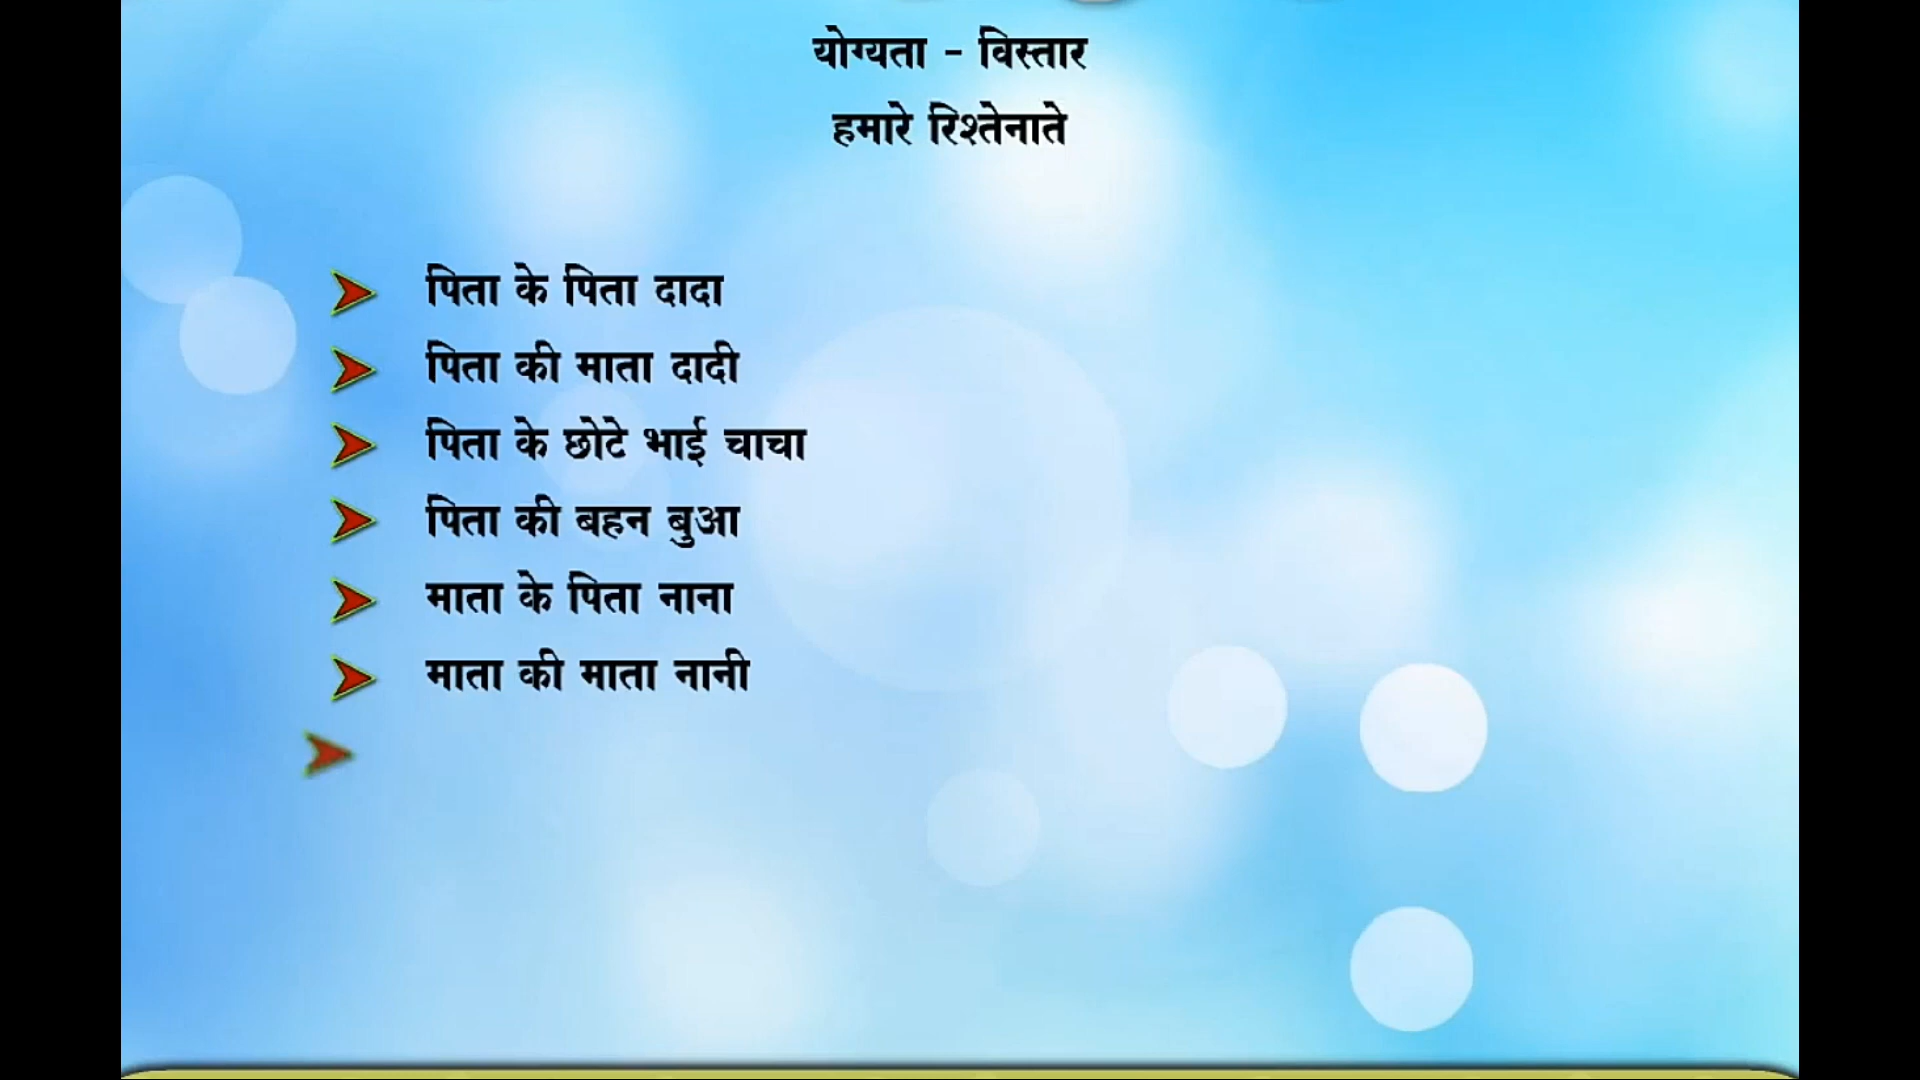 योग्यता - विस्तार
हमारे रिश्तेनाते
पिता के पिता दादा
पिता की माता दादी
पिता के छोटे भाई चाचा
पिता की बहन बुआ
माता के पिता नाना
माता की माता नानी